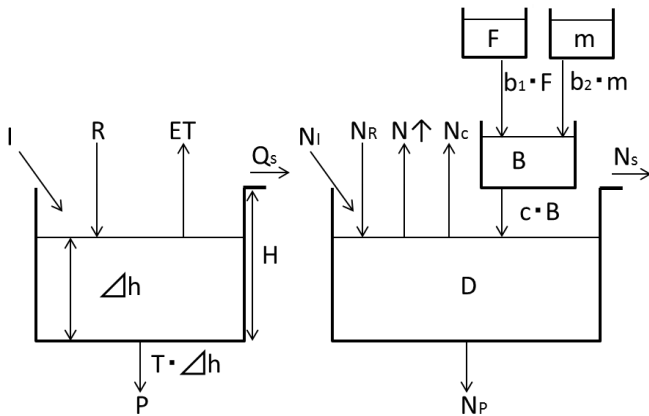 F m
b₁・F b₂・m
I R ET Qs
NI NR N↑ Nc B Ns
c・B
⊿h H D
T・⊿h
P NP